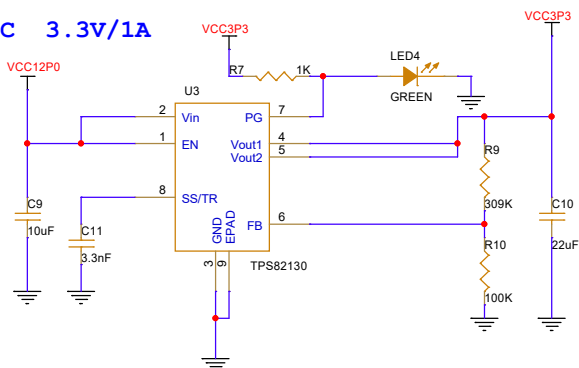 C 3.3V/1A
VCC3P3
VCC3P3
VCC12P0
R7
1K
LED4
GREEN
U3
2
Vin
PG
7
1
EN
Vout1
4
Vout2
5
R9
8
SS/TR
309K
C9
10uF
C11
3.3nF
GND
EPAD
FB
6
C10
22uF
R10
3
9
TPS82130
100K